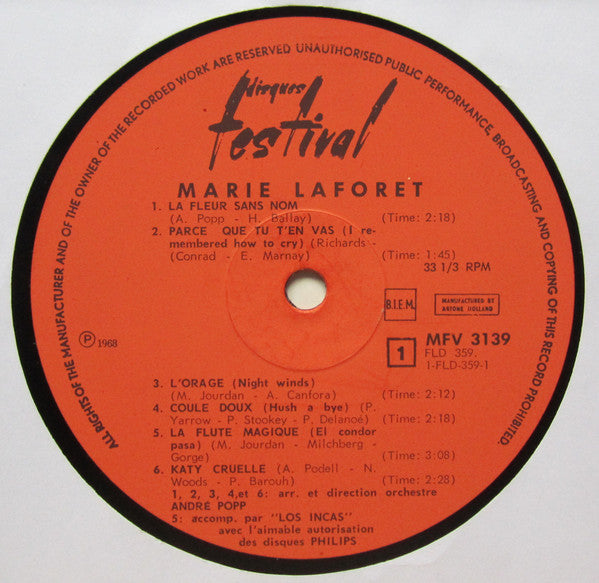 ALL RIGHTS OF THE MANUFACTURER AND OF THE OWNER OF THE RECORDED WORK ARE RESERVED UNAUTHORISED PUBLIC PERFORMANCE, BROADCASTING AND COPYING OF THIS RECORD PROHIBITED.
disques
festival
MARIE LAFORET
1. LA FLEUR SANS NOM
(A. Popp - H. Ballay) (Time: 2:18)
2. PARCE QUE TU T'EN VAS (I re-
membered how to cry) (Richards -
(Conrad - E. Marnay) (Time: 1:45)
33 1/3 RPM
B.I.E.M.
MANUFACTURED BY
ARTONE HOLLAND
℗ 1968
1
MFV 3139
FLD 359.
1-FLD-359-1
3. L'ORAGE (Night winds)
(M. Jourdan - A. Canfora) (Time: 2:12)
4. COULE DOUX (Hush a bye) (P.
Yarrow - P. Stookey - P. Delanoé) (Time: 2:18)
5. LA FLUTE MAGIQUE (El condor
pasa) (M. Jourdan - Milchberg -
Gorge) (Time: 3:08)
6. KATY CRUELLE (A. Podell - N.
Woods - P. Barouh) (Time: 2:28)
1, 2, 3, 4,et 6: arr. et direction orchestre
ANDRÉ POPP
5: accomp. par "LOS INCAS"
avec l'aimable autorisation
des disques PHILIPS